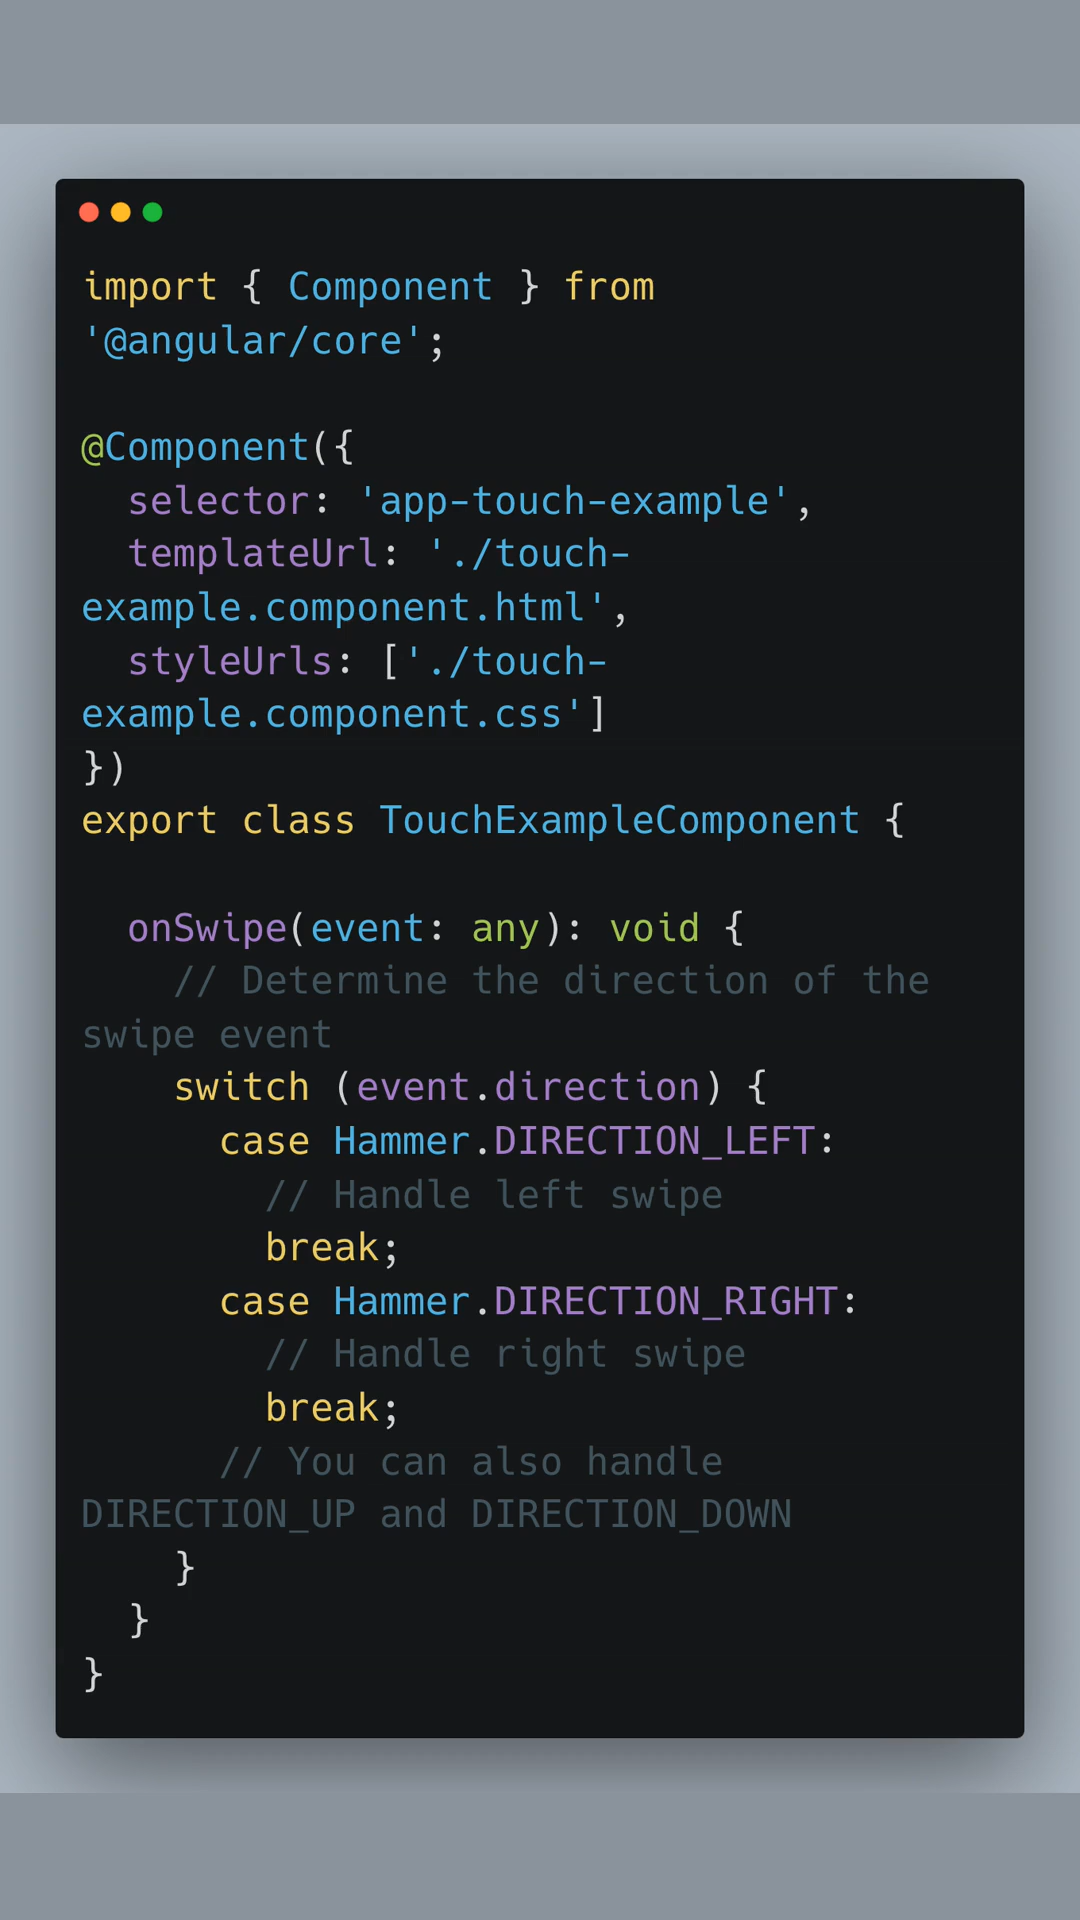 import { Component } from
'@angular/core';

@Component({
  selector: 'app-touch-example',
  templateUrl: './touch-
example.component.html',
  styleUrls: ['./touch-
example.component.css']
})
export class TouchExampleComponent {

  onSwipe(event: any): void {
    // Determine the direction of the
swipe event
    switch (event.direction) {
      case Hammer.DIRECTION_LEFT:
        // Handle left swipe
        break;
      case Hammer.DIRECTION_RIGHT:
        // Handle right swipe
        break;
      // You can also handle
DIRECTION_UP and DIRECTION_DOWN
    }
  }
}